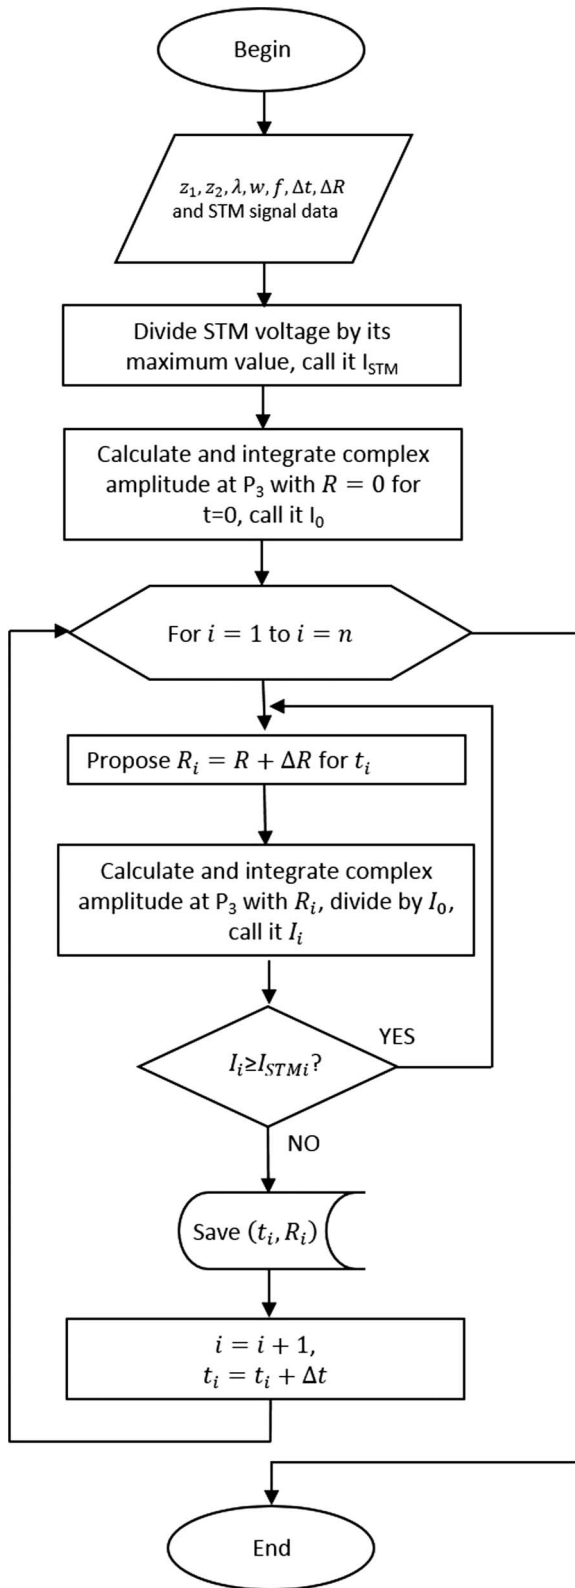 Begin
z₁, z₂, λ, w, f, Δt, ΔR
and STM signal data
Divide STM voltage by its
maximum value, call it I_STM
Calculate and integrate complex
amplitude at P₃ with R = 0 for
t=0, call it I₀
For i = 1 to i = n
Propose Rᵢ = R + ΔR for tᵢ
Calculate and integrate complex
amplitude at P₃ with Rᵢ, divide by I₀,
call it Iᵢ
Iᵢ≥I_STMi?
YES
NO
Save (tᵢ, Rᵢ)
i = i + 1,
tᵢ = tᵢ + Δt
End